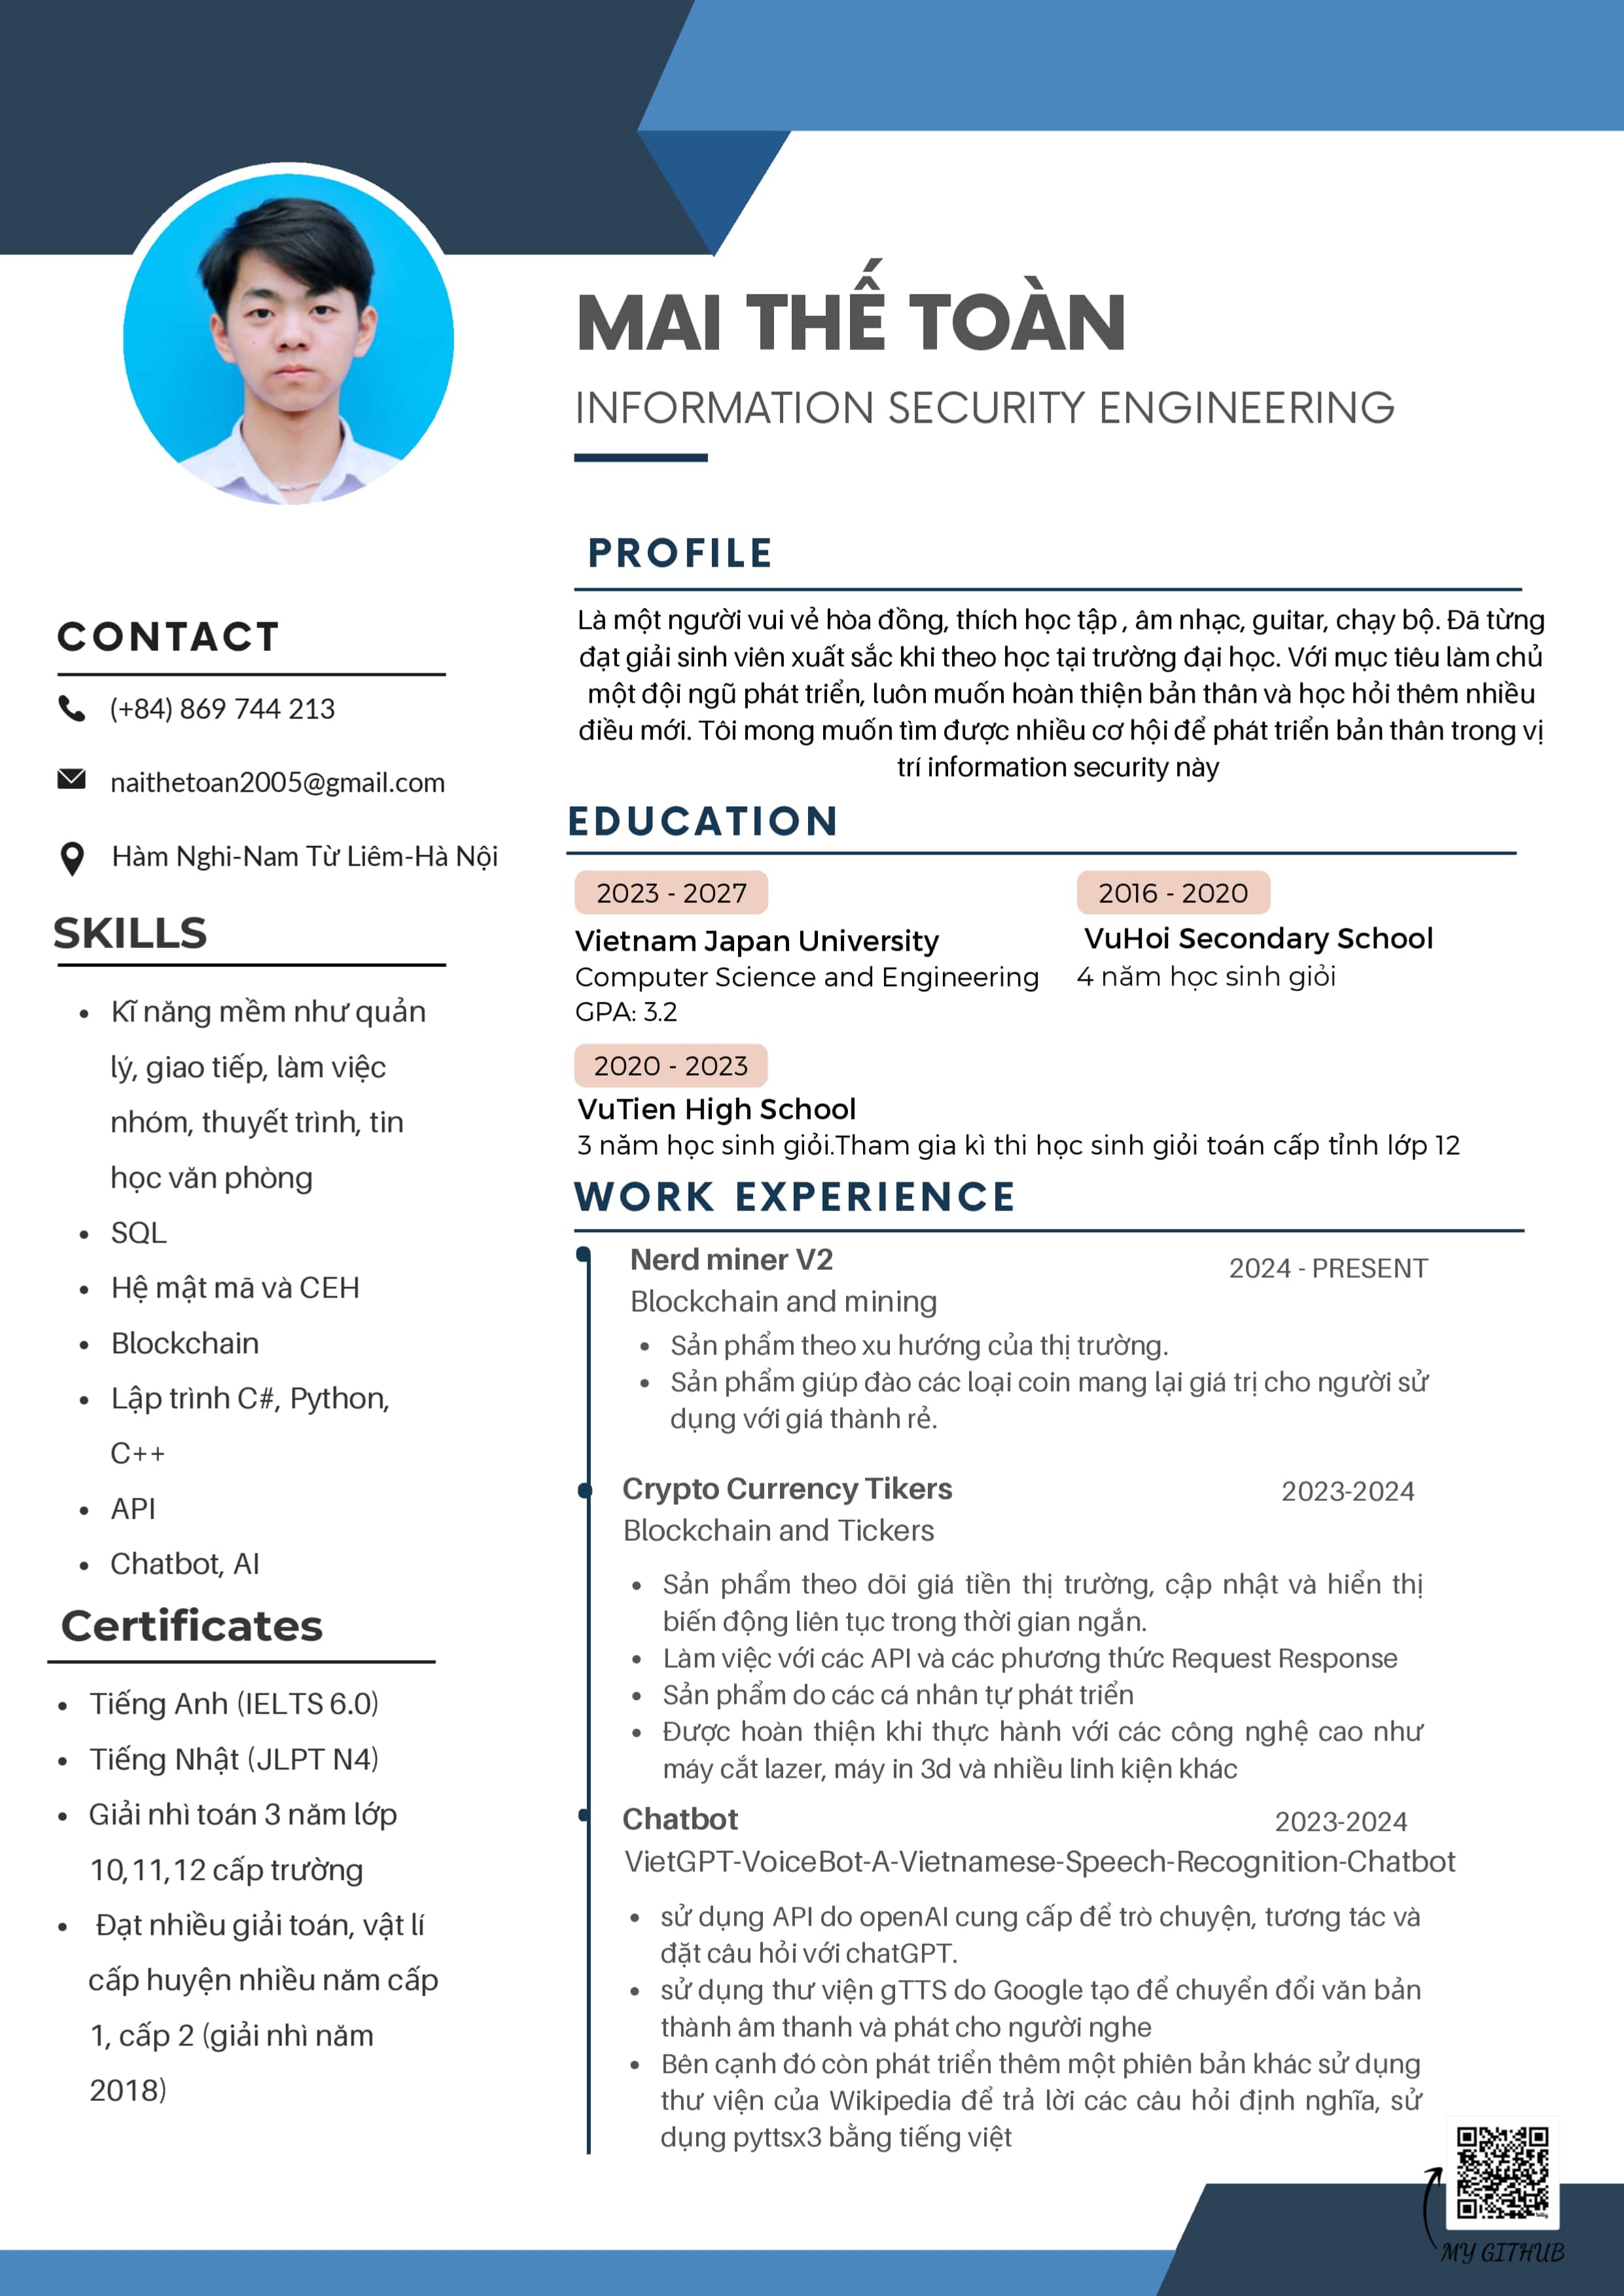 MAI THẾ TOÀN
INFORMATION SECURITY ENGINEERING
CONTACT
(+84) 869 744 213
naithetoan2005@gmail.com
Hàm Nghi-Nam Từ Liêm-Hà Nội
SKILLS
• Kĩ năng mềm như quản
lý, giao tiếp, làm việc
nhóm, thuyết trình, tin
học văn phòng
• SQL
• Hệ mật mã và CEH
• Blockchain
• Lập trình C#, Python,
C++
• API
• Chatbot, AI
Certificates
• Tiếng Anh (IELTS 6.0)
• Tiếng Nhật (JLPT N4)
• Giải nhì toán 3 năm lớp
10,11,12 cấp trường
• Đạt nhiều giải toán, vật lí
cấp huyện nhiều năm cấp
1, cấp 2 (giải nhì năm
2018)
PROFILE
Là một người vui vẻ hòa đồng, thích học tập , âm nhạc, guitar, chạy bộ. Đã từng
đạt giải sinh viên xuất sắc khi theo học tại trường đại học. Với mục tiêu làm chủ
một đội ngũ phát triển, luôn muốn hoàn thiện bản thân và học hỏi thêm nhiều
điều mới. Tôi mong muốn tìm được nhiều cơ hội để phát triển bản thân trong vị
trí information security này
EDUCATION
2023 - 2027
Vietnam Japan University
Computer Science and Engineering
GPA: 3.2
2016 - 2020
VuHoi Secondary School
4 năm học sinh giỏi
2020 - 2023
VuTien High School
3 năm học sinh giỏi.Tham gia kì thi học sinh giỏi toán cấp tỉnh lớp 12
WORK EXPERIENCE
Nerd miner V2 2024 - PRESENT
Blockchain and mining
• Sản phẩm theo xu hướng của thị trường.
• Sản phẩm giúp đào các loại coin mang lại giá trị cho người sử
dụng với giá thành rẻ.
Crypto Currency Tikers 2023-2024
Blockchain and Tickers
• Sản phẩm theo dõi giá tiền thị trường, cập nhật và hiển thị
biến động liên tục trong thời gian ngắn.
• Làm việc với các API và các phương thức Request Response
• Sản phẩm do các cá nhân tự phát triển
• Được hoàn thiện khi thực hành với các công nghệ cao như
máy cắt lazer, máy in 3d và nhiều linh kiện khác
Chatbot 2023-2024
VietGPT-VoiceBot-A-Vietnamese-Speech-Recognition-Chatbot
• sử dụng API do openAI cung cấp để trò chuyện, tương tác và
đặt câu hỏi với chatGPT.
• sử dụng thư viện gTTS do Google tạo để chuyển đổi văn bản
thành âm thanh và phát cho người nghe
• Bên cạnh đó còn phát triển thêm một phiên bản khác sử dụng
thư viện của Wikipedia để trả lời các câu hỏi định nghĩa, sử
dụng pyttsx3 bằng tiếng việt
MY GITHUB